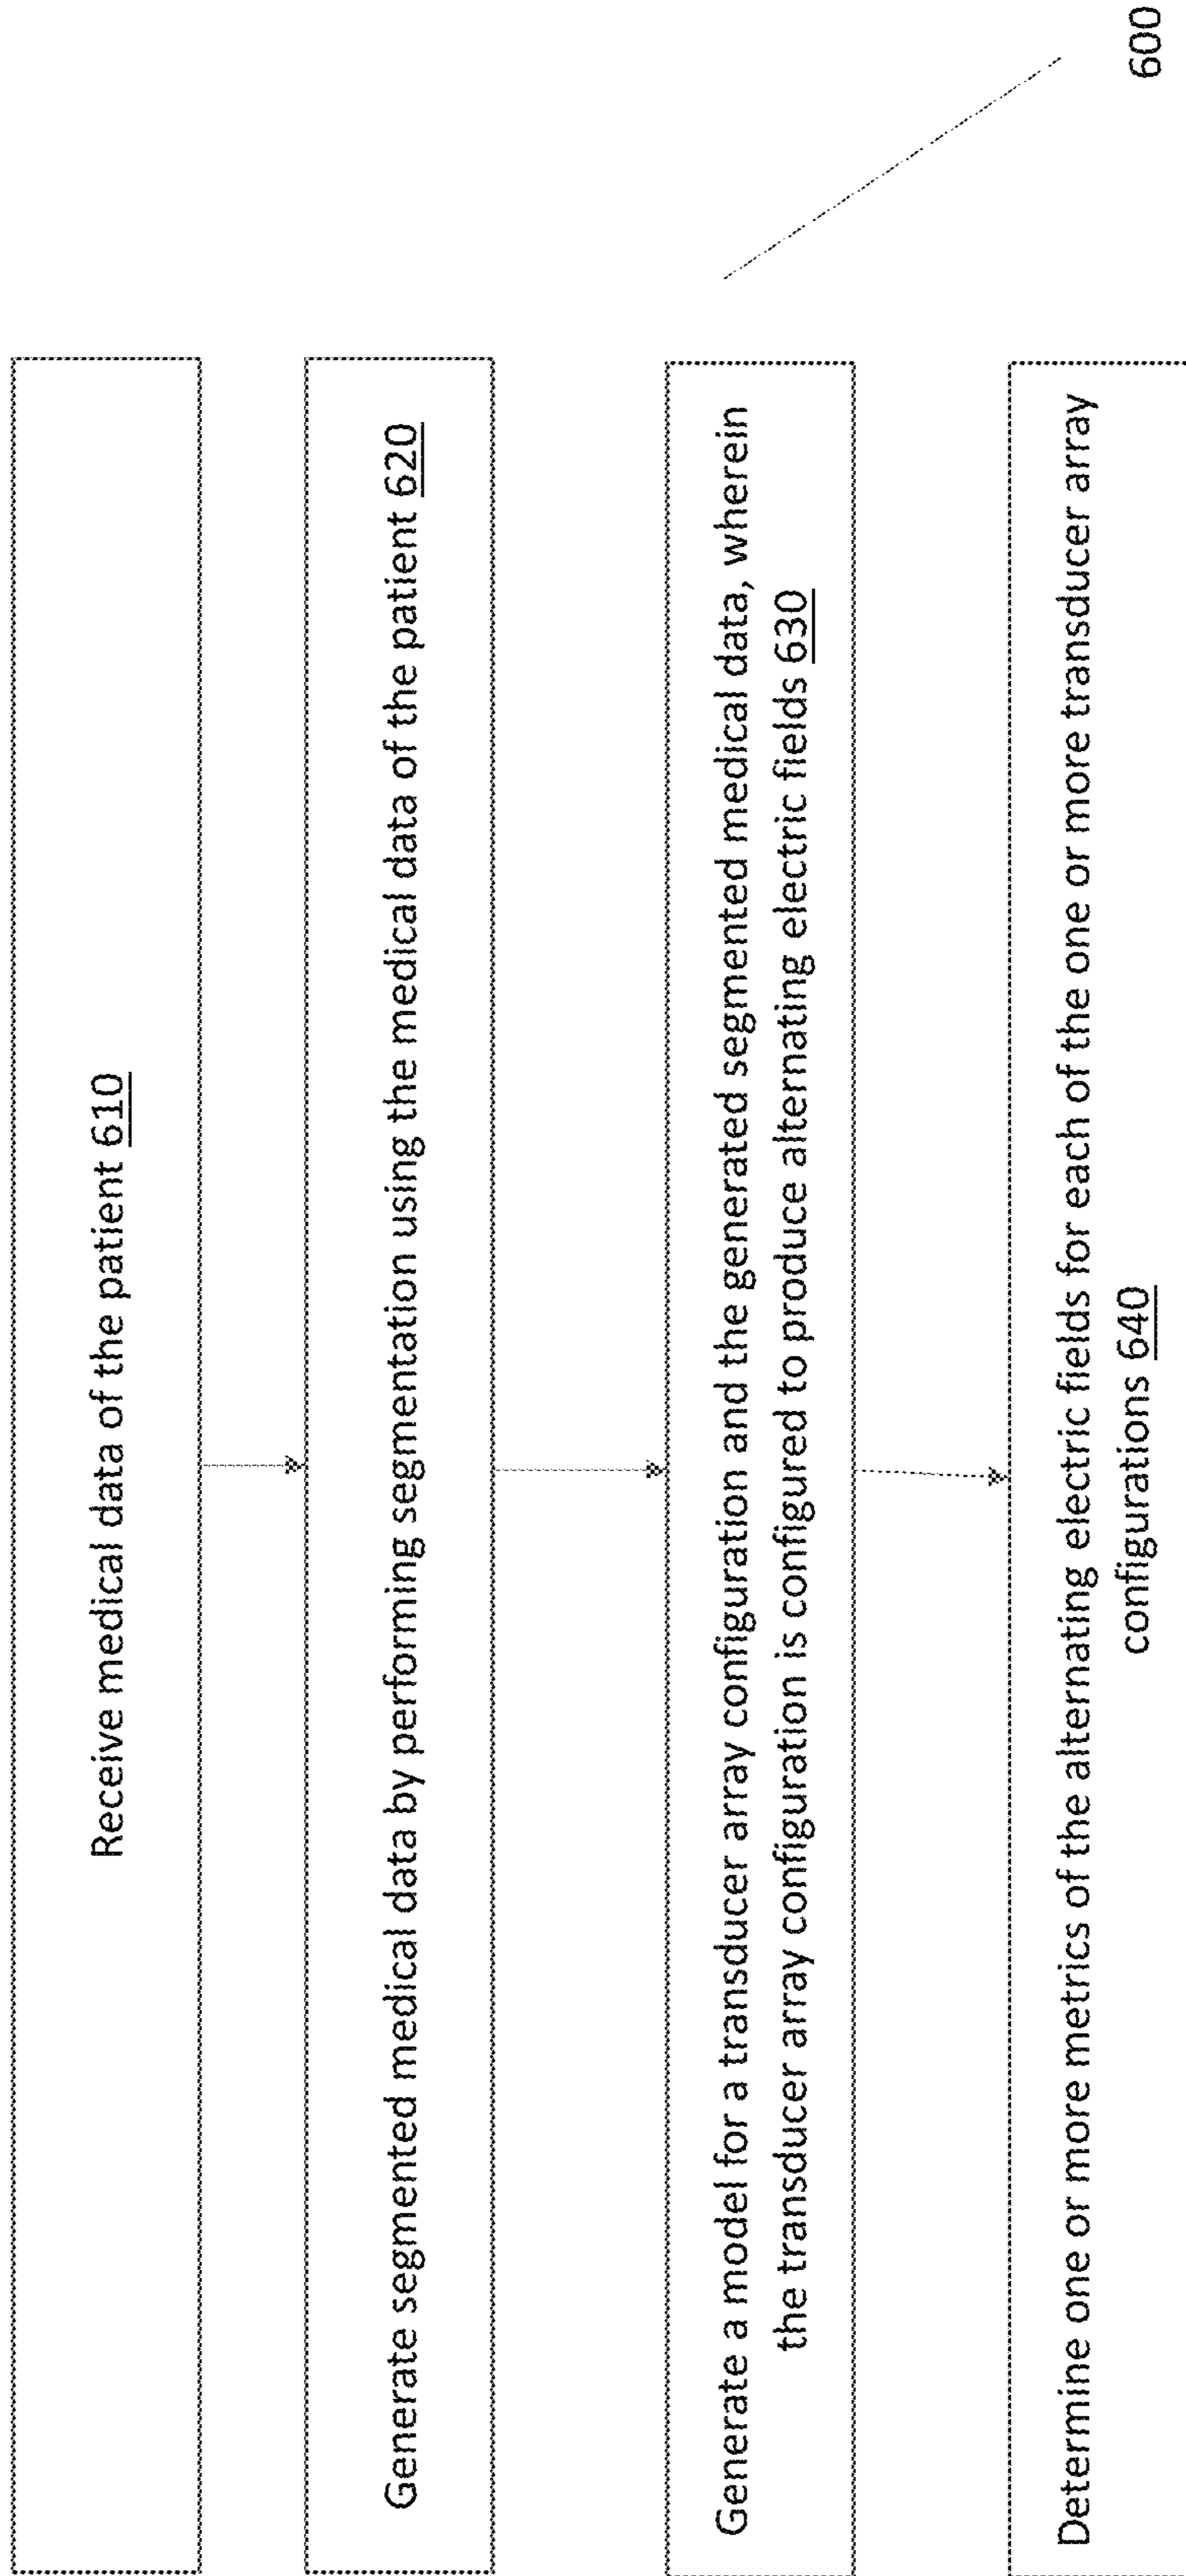 Receive medical data of the patient 610
Generate segmented medical data by performing segmentation using the medical data of the patient 620
Generate a model for a transducer array configuration and the generated segmented medical data, wherein
the transducer array configuration is configured to produce alternating electric fields 630
Determine one or more metrics of the alternating electric fields for each of the one or more transducer array
configurations 640
600